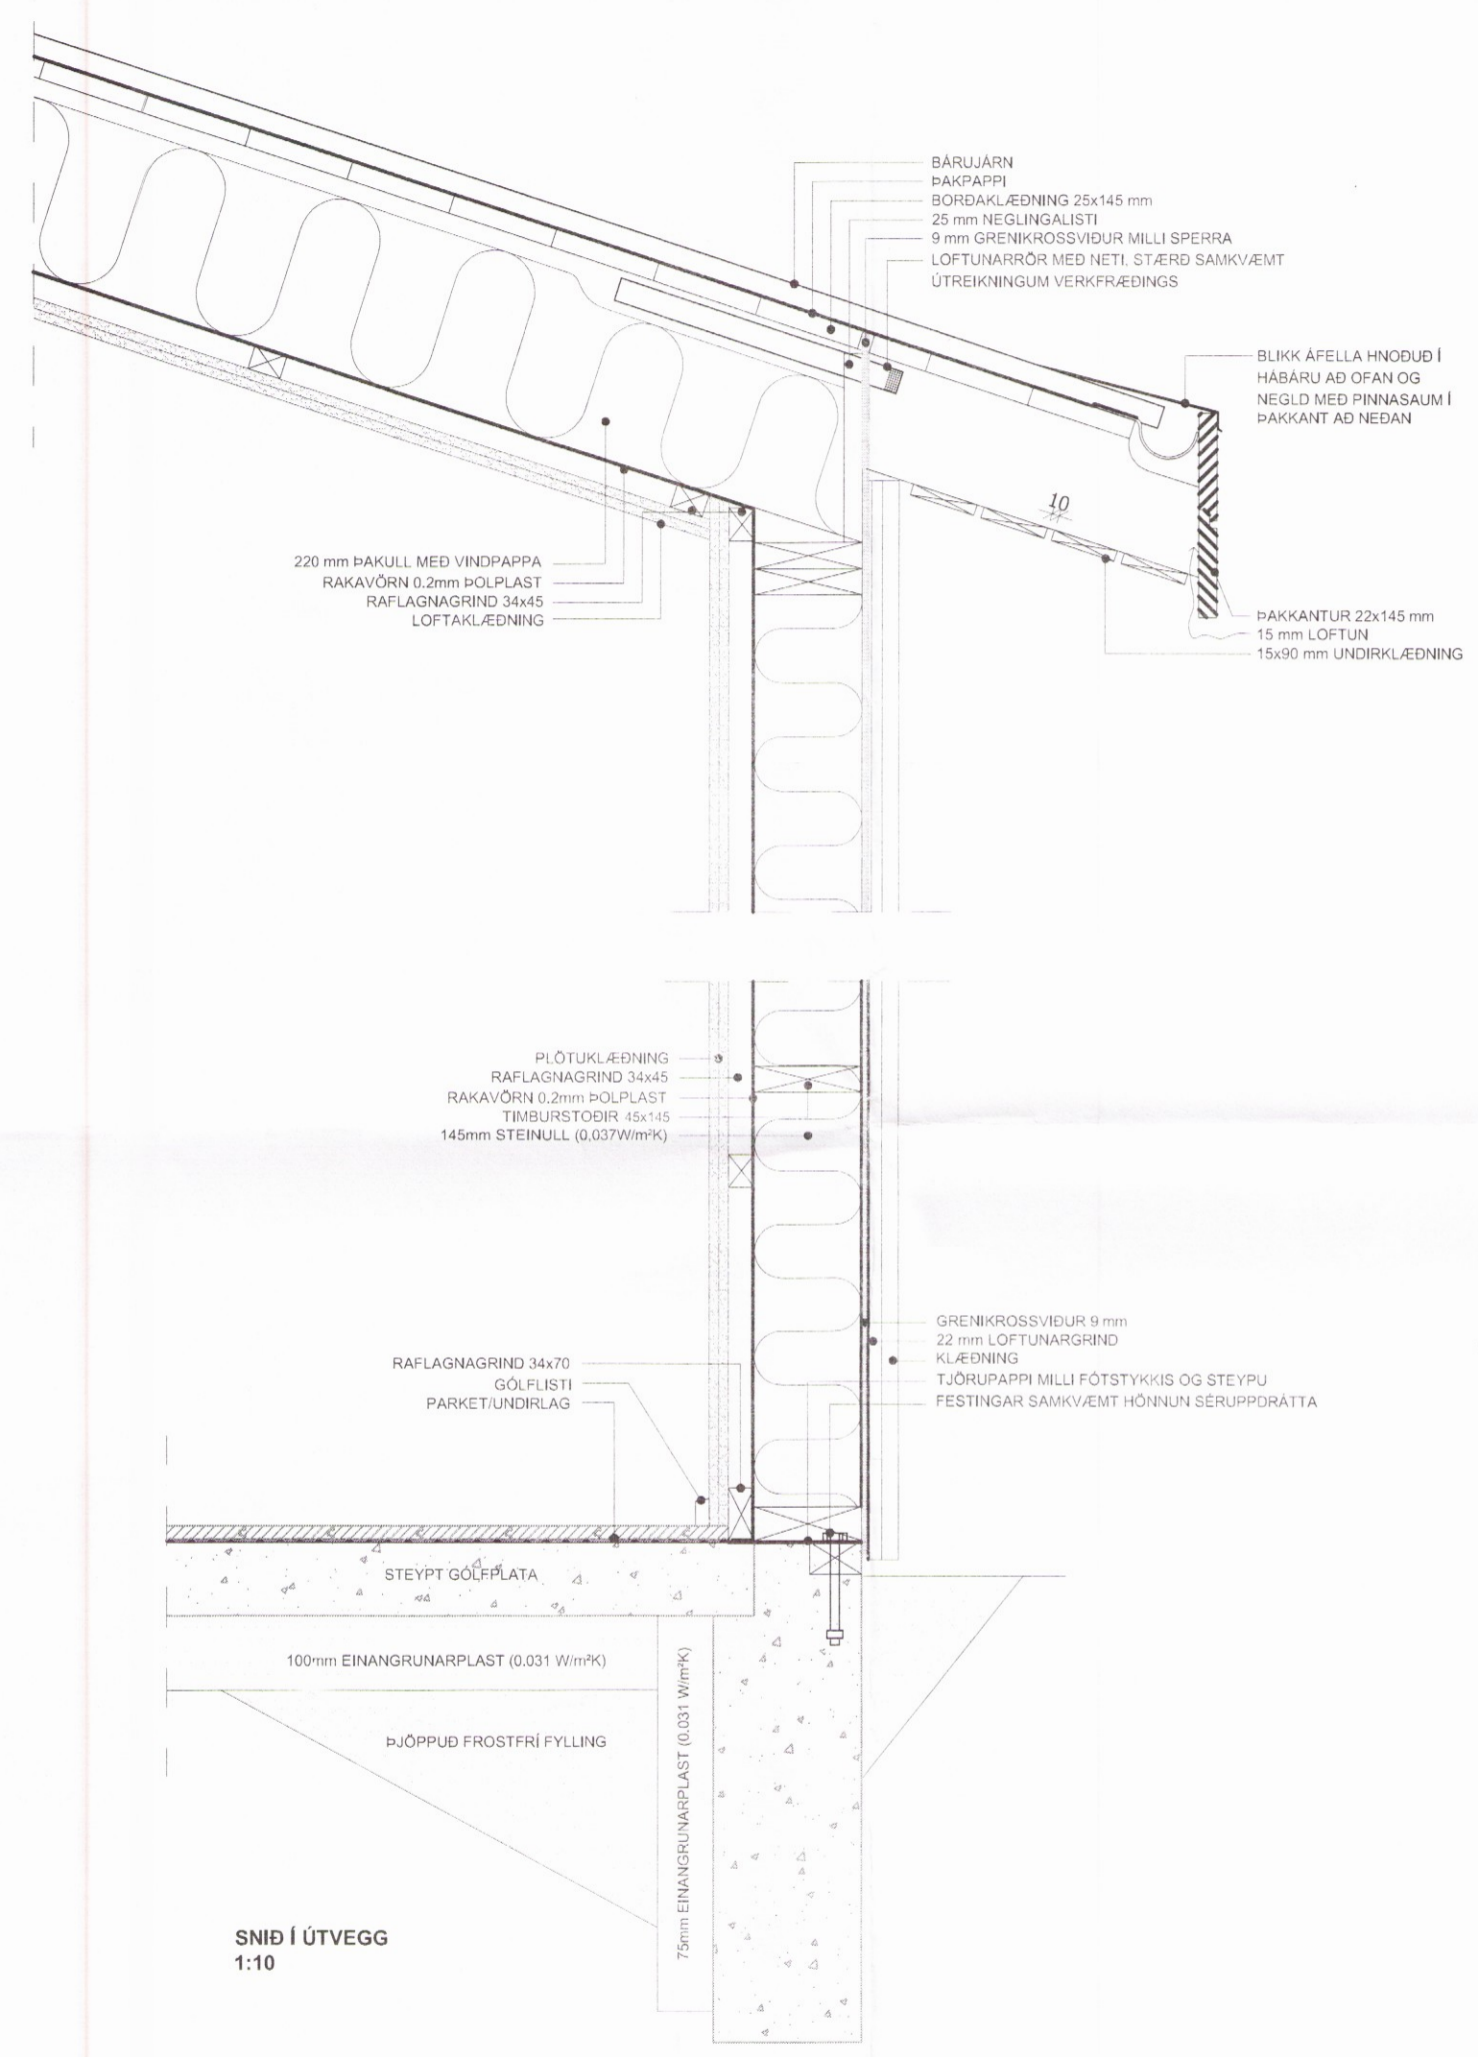 BÁRUJÁRN
ÞAKPAPPI
BORÐAKLÆÐNING 25x145 mm
25 mm NEGLINGALISTI
9 mm GRENIKROSSVIÐUR MILLI SPERRA
LOFTUNARRÖR MEÐ NETI, STÆRÐ SAMKVÆMT
ÚTREIKNINGUM VERKFRÆÐINGS
BLIKK ÁFELLA HNOÐUÐ Í
HÁBÁRU AÐ OFAN OG
NEGLD MEÐ PINNASAUM Í
ÞAKKANT AÐ NEÐAN
10
220 mm ÞAKULL MEÐ VINDPAPPA
RAKAVÖRN 0.2mm ÞOLPLAST
RAFLAGNAGRIND 34x45
LOFTAKLÆÐNING
ÞAKKANTUR 22x145 mm
15 mm LOFTUN
15x90 mm UNDIRKLÆÐNING
PLÖTUKLÆÐNING
RAFLAGNAGRIND 34x45
RAKAVÖRN 0.2mm ÞOLPLAST
TIMBURSTOÐIR 45x145
145mm STEINULL (0,037W/m²K)
GRENIKROSSVIÐUR 9 mm
22 mm LOFTUNARGRIND
KLÆÐNING
TJÖRUPAPPI MILLI FÓTSTYKKIS OG STEYPU
FESTINGAR SAMKVÆMT HÖNNUN SÉRUPPDRÁTTA
RAFLAGNAGRIND 34x70
GÓLFLISTI
PARKET/UNDIRLAG
STEYPT GÓLFPLATA
100mm EINANGRUNARPLAST (0.031 W/m²K)
ÞJÖPPUÐ FROSTFRÍ FYLLING
75mm EINANGRUNARPLAST (0.031 W/m²K)
SNIÐ Í ÚTVEGG
1:10